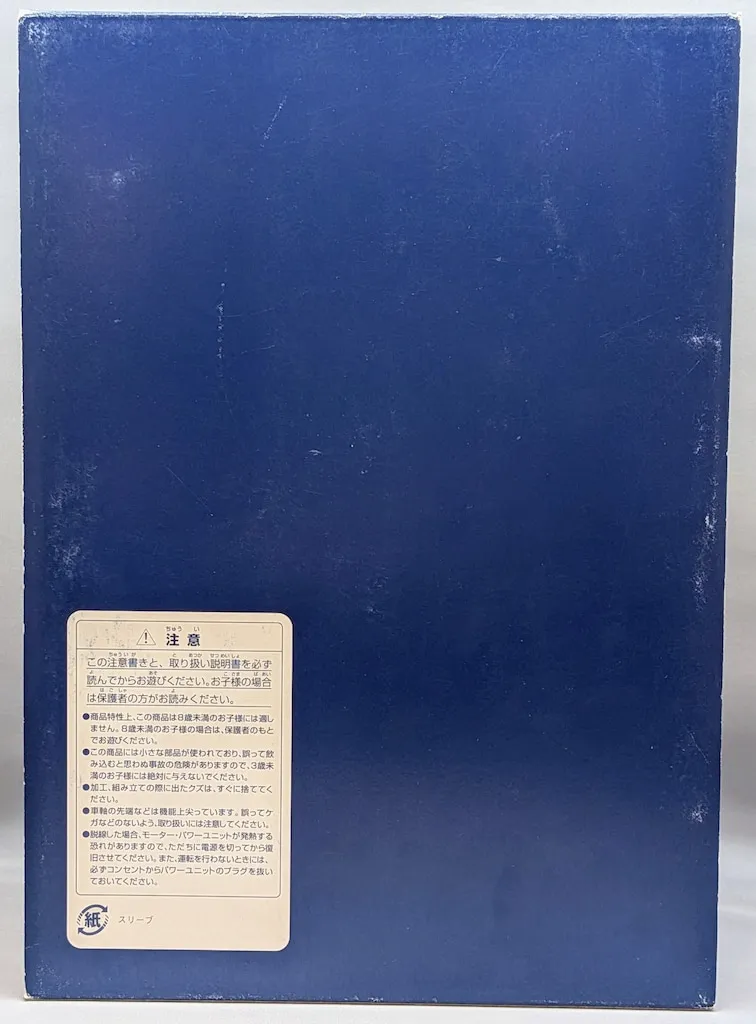 ⚠ 注意
この注意書きと、取り扱い説明書を必ず
読んでからお遊びください。お子様の場合
は保護者の方がお読みください。
●商品特性上、この商品は8歳未満のお子様には適し
ません。8歳未満のお子様の場合は、保護者のもと
でお遊びください。
●この商品には小さな部品が使われており、誤って飲
み込むと思わぬ事故の危険がありますので、3歳未
満のお子様には絶対に与えないでください。
●加工、組み立ての際に出たクズは、すぐに捨ててく
ださい。
●車軸の先端などは機能上尖っています。誤ってケ
ガなどのないよう、取り扱いには注意してください。
●脱線した場合、モーター・パワーユニットが発熱する
恐れがありますので、ただちに電源を切ってから復
旧させてください。また、運転を行わないときには、
必ずコンセントからパワーユニットのプラグを抜い
ておいてください。
紙 スリーブ